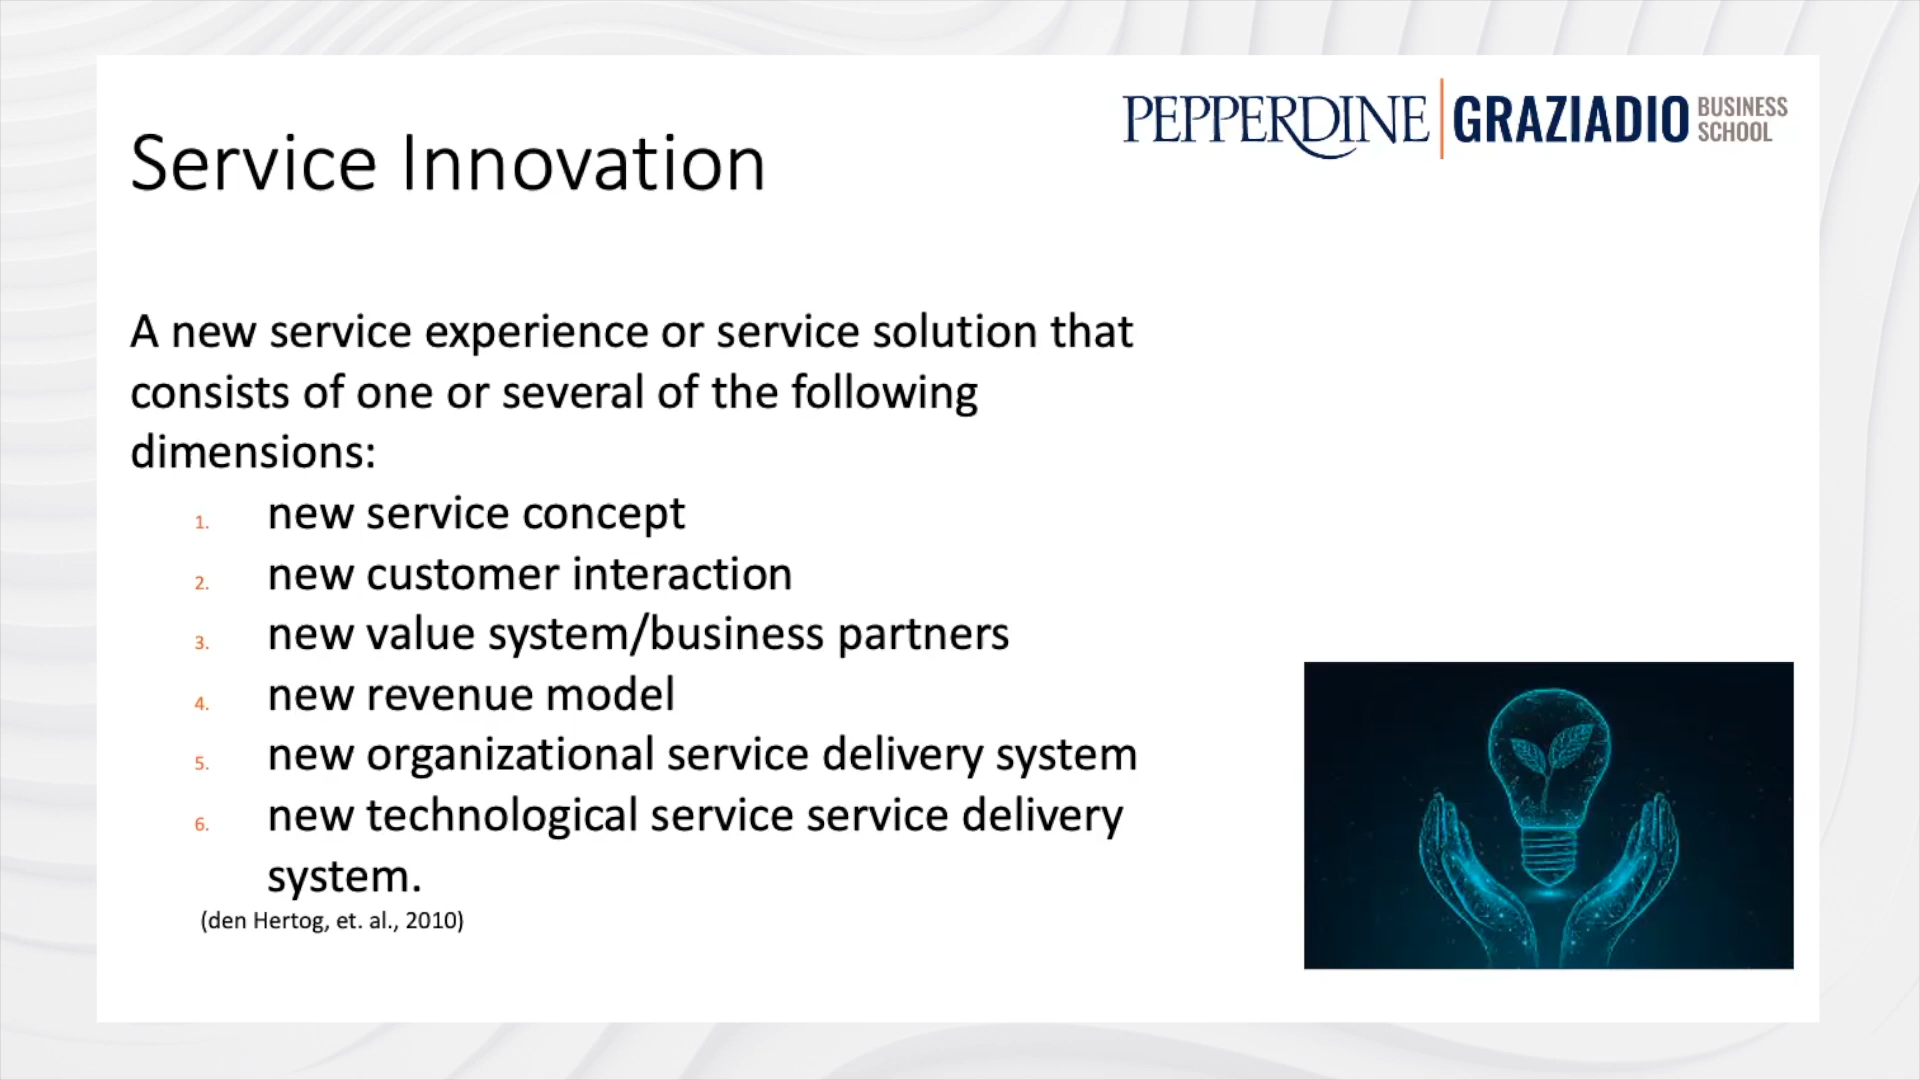 PEPPERDINE GRAZIADIO BUSINESS SCHOOL
Service Innovation
A new service experience or service solution that
consists of one or several of the following
dimensions:
1. new service concept
2. new customer interaction
3. new value system/business partners
4. new revenue model
5. new organizational service delivery system
6. new technological service service delivery
system.
(den Hertog, et. al., 2010)